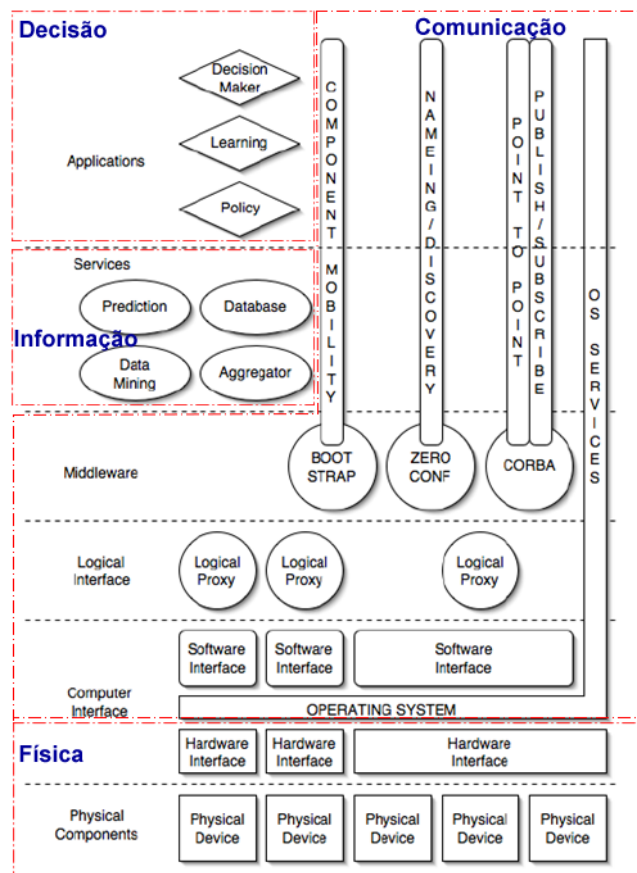 Decisão
Comunicação
Decision
Maker
Learning
Applications
Policy
COMPONENT MOBILITY
NAMEING/DISCOVERY
POINT TO POINT
PUBLISH/SUBSCRIBE
OS SERVICES
Services
Prediction
Database
Informação
Data
Mining
Aggregator
Middleware
BOOT
STRAP
ZERO
CONF
CORBA
Logical
Interface
Logical
Proxy
Logical
Proxy
Logical
Proxy
Computer
Interface
Software
Interface
Software
Interface
Software
Interface
OPERATING SYSTEM
Física
Hardware
Interface
Hardware
Interface
Hardware
Interface
Physical
Components
Physical
Device
Physical
Device
Physical
Device
Physical
Device
Physical
Device